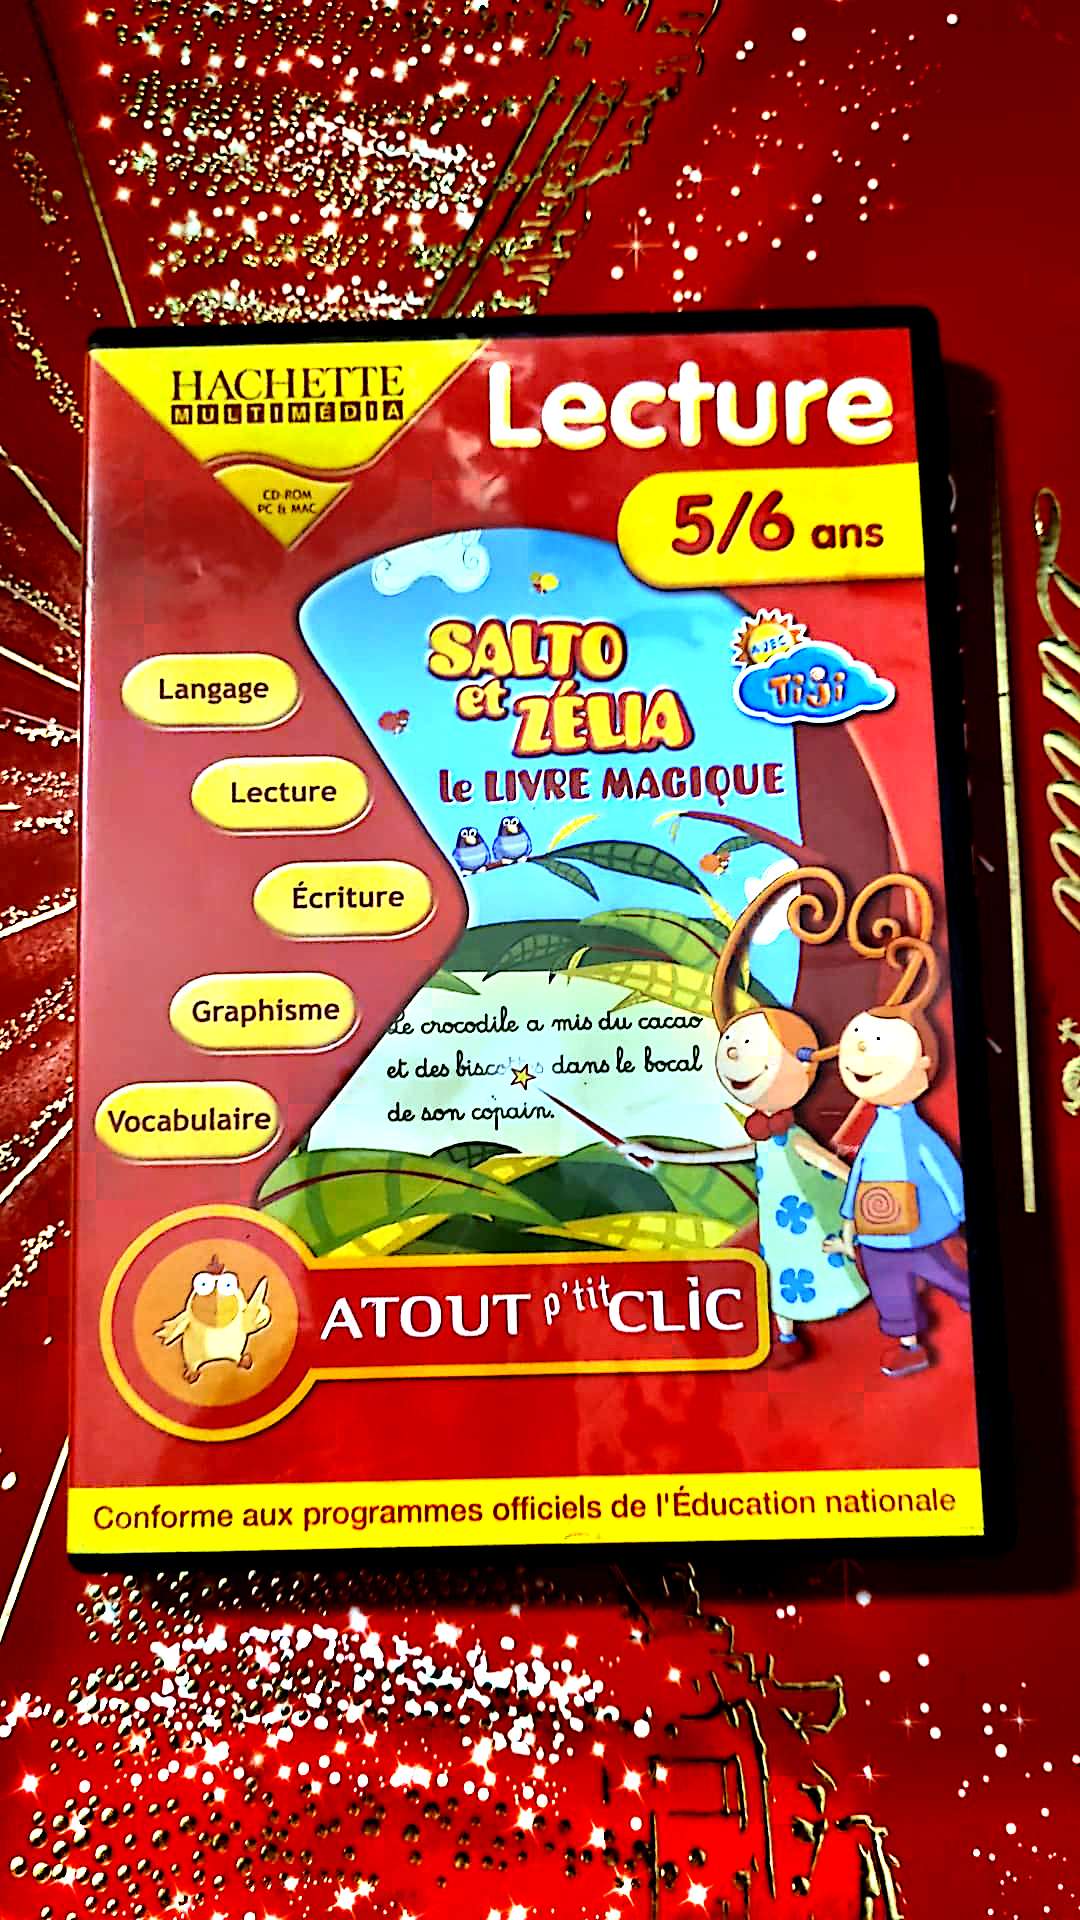 HACHETTE
MULTIMÉDIA
CD-ROM
PC & MAC
Lecture
5/6 ans
SALTO
et ZÉLIA
le LIVRE MAGIQUE
AVEC
TiJi
Langage
Lecture
Écriture
Graphisme
Vocabulaire
Le crocodile a mis du cacao
et des dans le bocal
de son copain.
ATOUT p'tit CLIC
Conforme aux programmes officiels de l'Éducation nationale